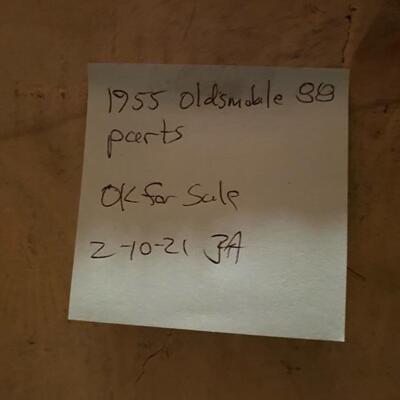 1955 Oldsmobile 88
parts
OK for Sale
2-10-21 JA